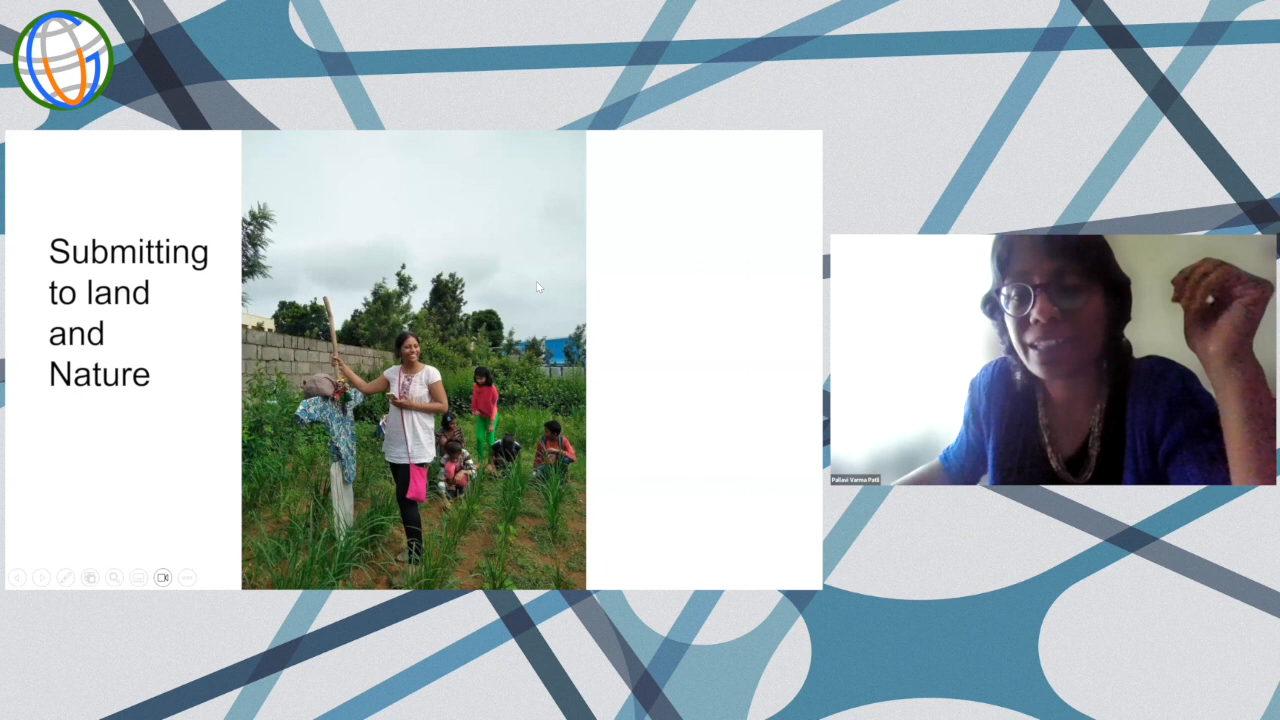 Submitting
to land
and
Nature
Pallavi Varma Patil